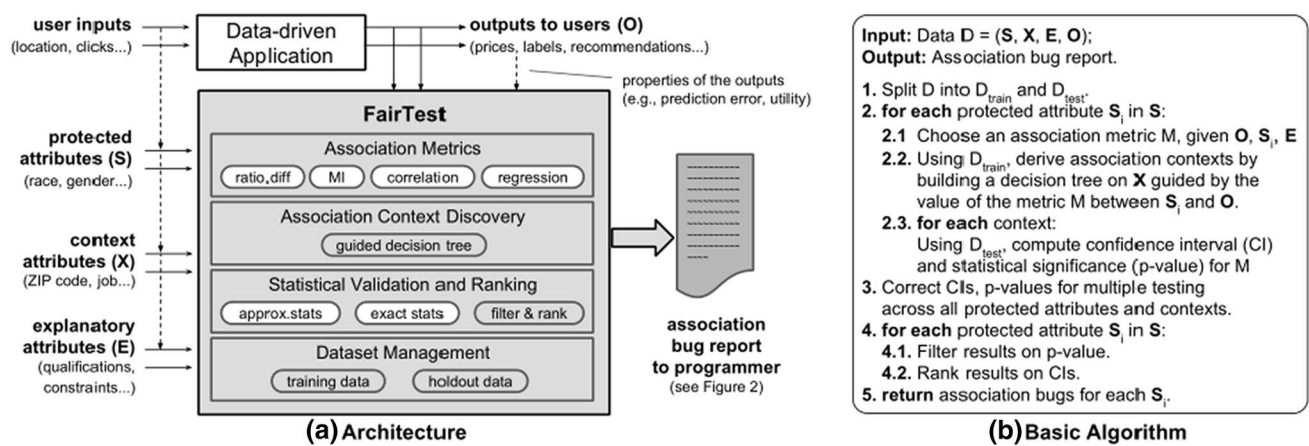 user inputs
(location, clicks...)
Data-driven
Application
outputs to users (O)
(prices, labels, recommendations...)
properties of the outputs
(e.g., prediction error, utility)
FairTest
protected
attributes (S)
(race, gender...)
Association Metrics
ratio,diff
MI
correlation
regression
Association Context Discovery
guided decision tree
context
attributes (X)
(ZIP code, job...)
Statistical Validation and Ranking
approx.stats
exact stats
filter & rank
explanatory
attributes (E)
(qualifications,
constraints...)
Dataset Management
training data
holdout data
association
bug report
to programmer
(see Figure 2)
(a) Architecture
Input: Data D = (S, X, E, O);
Output: Association bug report.
1. Split D into D_train and D_test.
2. for each protected attribute S_i in S:
2.1 Choose an association metric M, given O, S_i, E
2.2. Using D_train, derive association contexts by
building a decision tree on X guided by the
value of the metric M between S_i and O.
2.3. for each context:
Using D_test, compute confidence interval (CI)
and statistical significance (p-value) for M
3. Correct CIs, p-values for multiple testing
across all protected attributes and contexts.
4. for each protected attribute S_i in S:
4.1. Filter results on p-value.
4.2. Rank results on CIs.
5. return association bugs for each S_i.
(b) Basic Algorithm